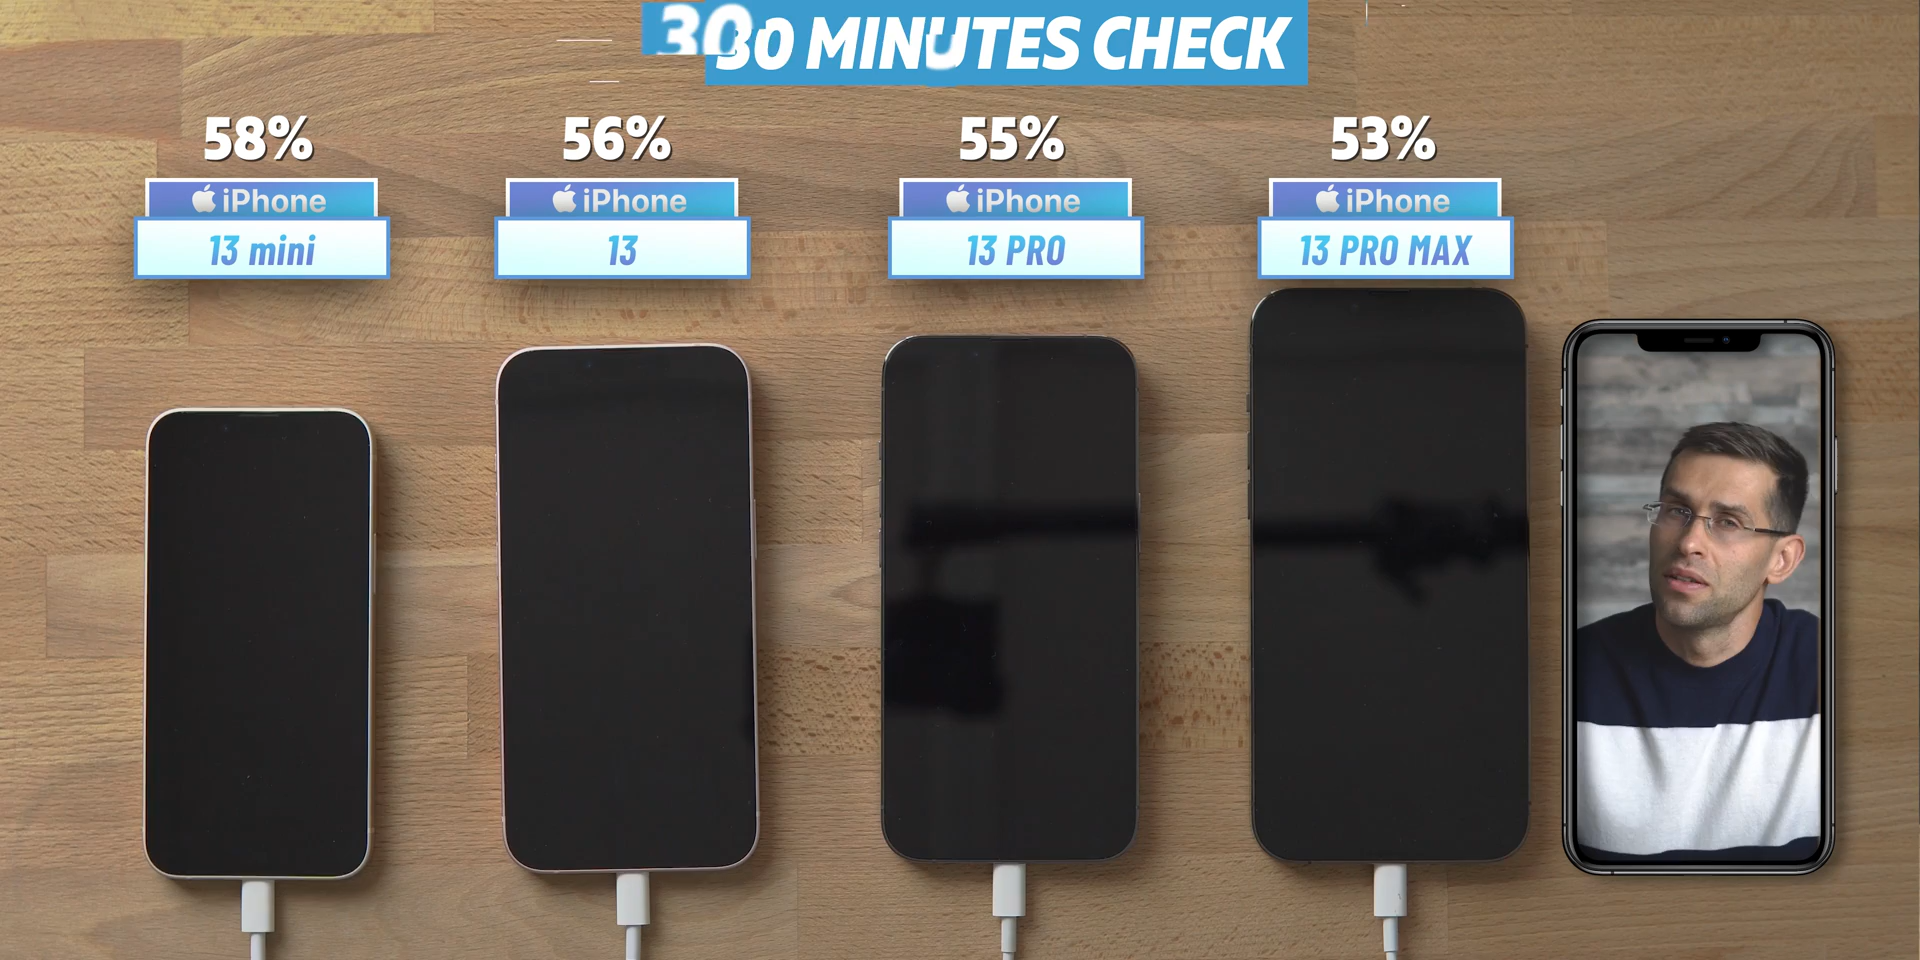 30 MINUTES CHECK
58%
iPhone
13 mini
56%
iPhone
13
55%
iPhone
13 PRO
53%
iPhone
13 PRO MAX